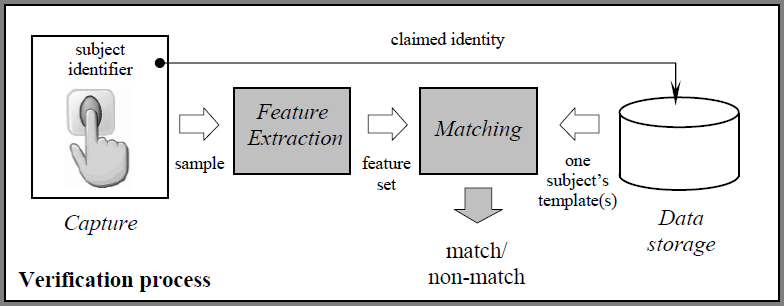 subject
identifier
claimed identity
Feature
Extraction
Matching
sample
feature
set
one
subject's
template(s)
Capture
Data
storage
match/
non-match
Verification process